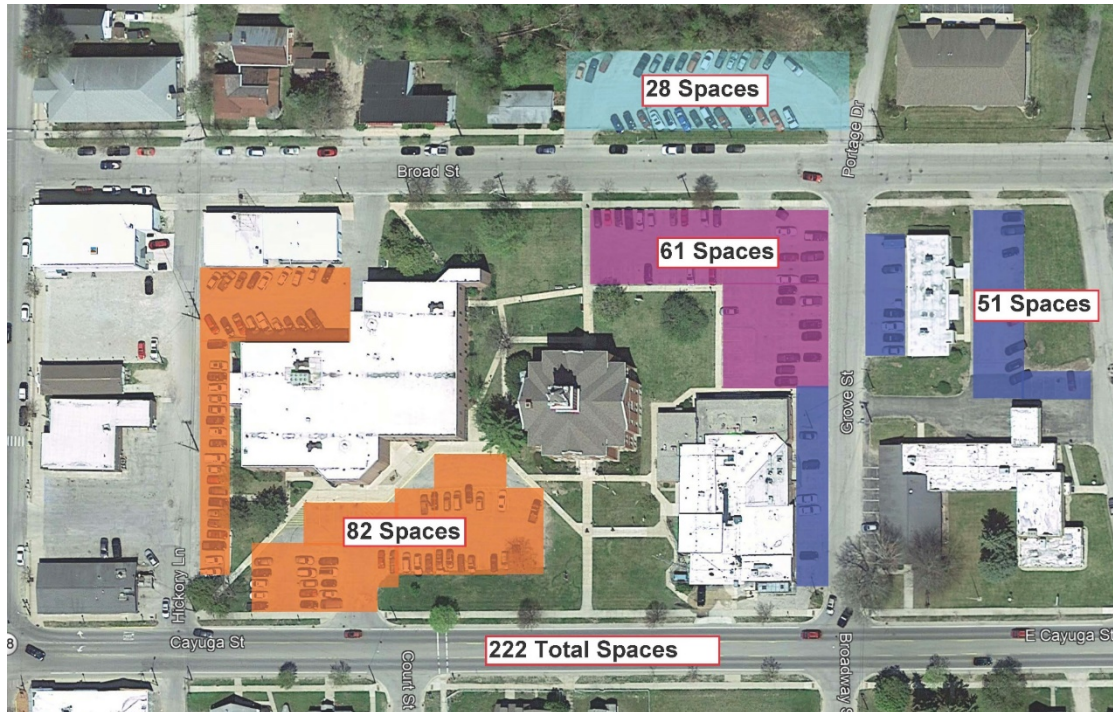 28 Spaces
Portage Dr
Broad St
61 Spaces
51 Spaces
Grove St
82 Spaces
Hickory Ln
Cayuga St
8
222 Total Spaces
E Cayuga St
Court St
Broadway S